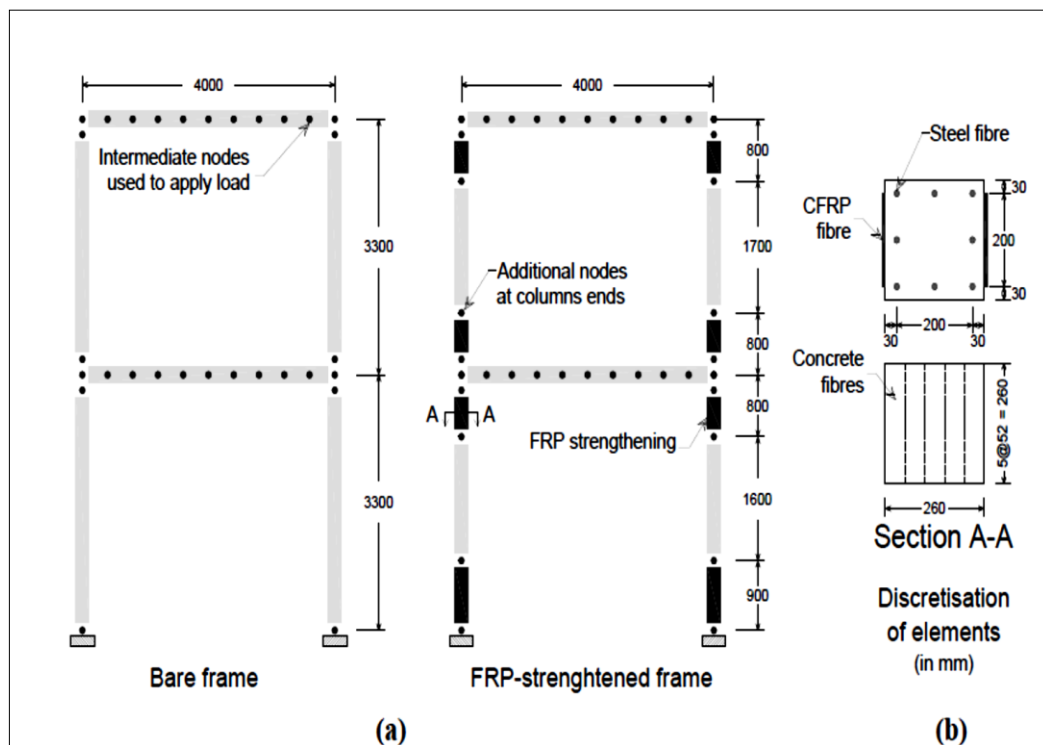 4000
Intermediate nodes
used to apply load
3300
3300
Bare frame
4000
800
1700
Additional nodes
at columns ends
800
A A
800
FRP strengthening
1600
900
FRP-strenghtened frame
(a)
Steel fibre
CFRP
fibre
30
200
30
200
30
30
Concrete
fibres
5@52 = 260
260
Section A-A
Discretisation
of elements
(in mm)
(b)